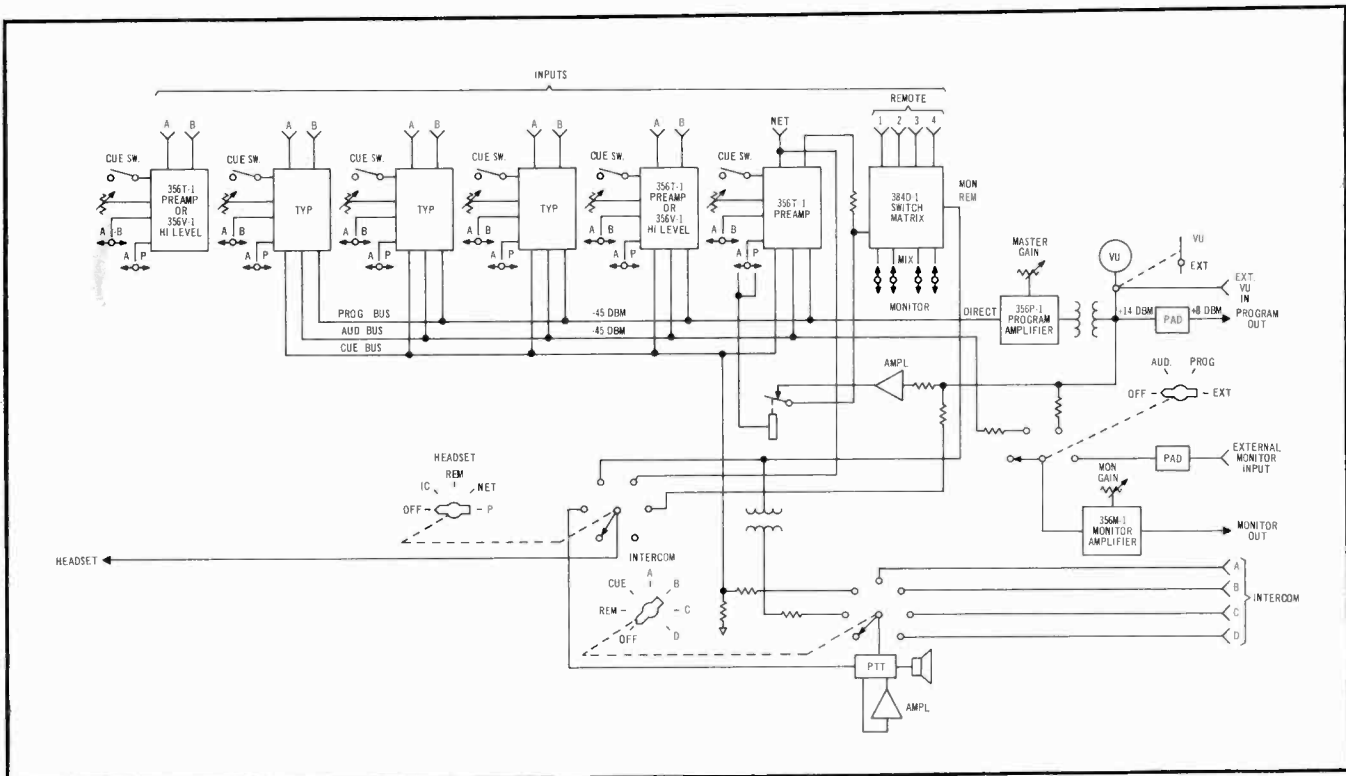 INPUTS
REMOTE
A B
A B
A B
A B
A B
NET
1 2 3 4
CUE SW.
CUE SW.
CUE SW.
CUE SW.
CUE SW.
CUE SW.
356T-1
PREAMP
OR
356V-1
HI LEVEL
TYP
TYP
TYP
356T-1
PREAMP
OR
356V-1
HI LEVEL
356T-1
PREAMP
384D-1
SWITCH
MATRIX
MON
REM
A B
A B
A B
A B
A B
A B
A P
A P
A P
A P
A P
A P
MIX
MONITOR
MASTER
GAIN
VU
VU
EXT
EXT.
VU
IN
PROG BUS
-45 DBM
DIRECT
356P-1
PROGRAM
AMPLIFIER
+14 DBM
PAD
+8 DBM
PROGRAM
OUT
AUD BUS
-45 DBM
CUE BUS
AMPL
AUD.
PROG
OFF
EXT
HEADSET
REM
IC
NET
OFF
P
EXTERNAL
MONITOR
INPUT
PAD
MON
GAIN
356M-1
MONITOR
AMPLIFIER
MONITOR
OUT
HEADSET
INTERCOM
A
CUE
B
REM
C
OFF
D
A
B
INTERCOM
C
D
PTT
AMPL